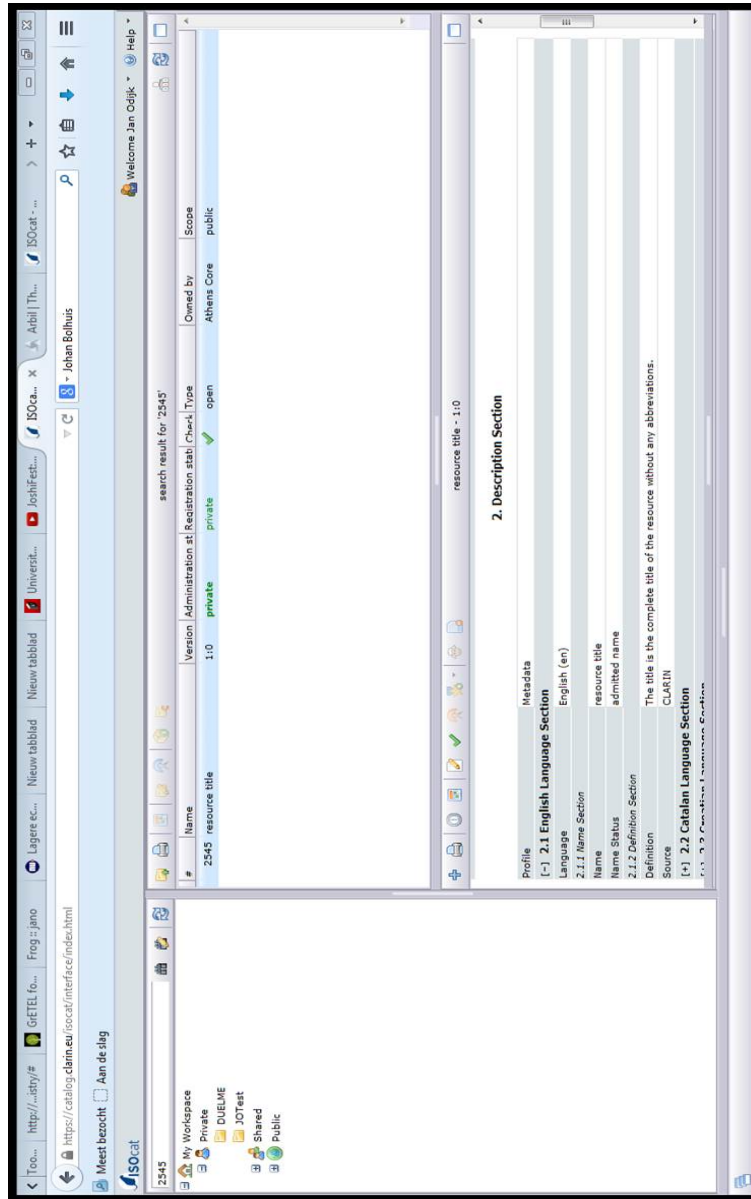 Too... http://...istry/# GrETEL fo... Frog :: jano Lagere ec... Nieuw tabblad Nieuw tabblad Universit... JoshiFest:... ISOca... × Arbil | Th... ISOcat - ...
https://catalog.clarin.eu/isocat/interface/index.html Johan Bolhuis
Meest bezocht Aan de slag
ISOcat Welcome Jan Odijk Help
2545
My Workspace
Private
DUELME
JOTest
Shared
Public
search result for '2545'
# Name Version Administration st Registration stat Check Type Owned by Scope
2545 resource title 1:0 private private open Athens Core public
resource title - 1:0
2. Description Section
Profile Metadata
[-] 2.1 English Language Section
Language English (en)
2.1.1 Name Section
Name resource title
Name Status admitted name
2.1.2 Definition Section
Definition The title is the complete title of the resource without any abbreviations.
Source CLARIN
[+] 2.2 Catalan Language Section
[+] 2.3 Croatian Language Section